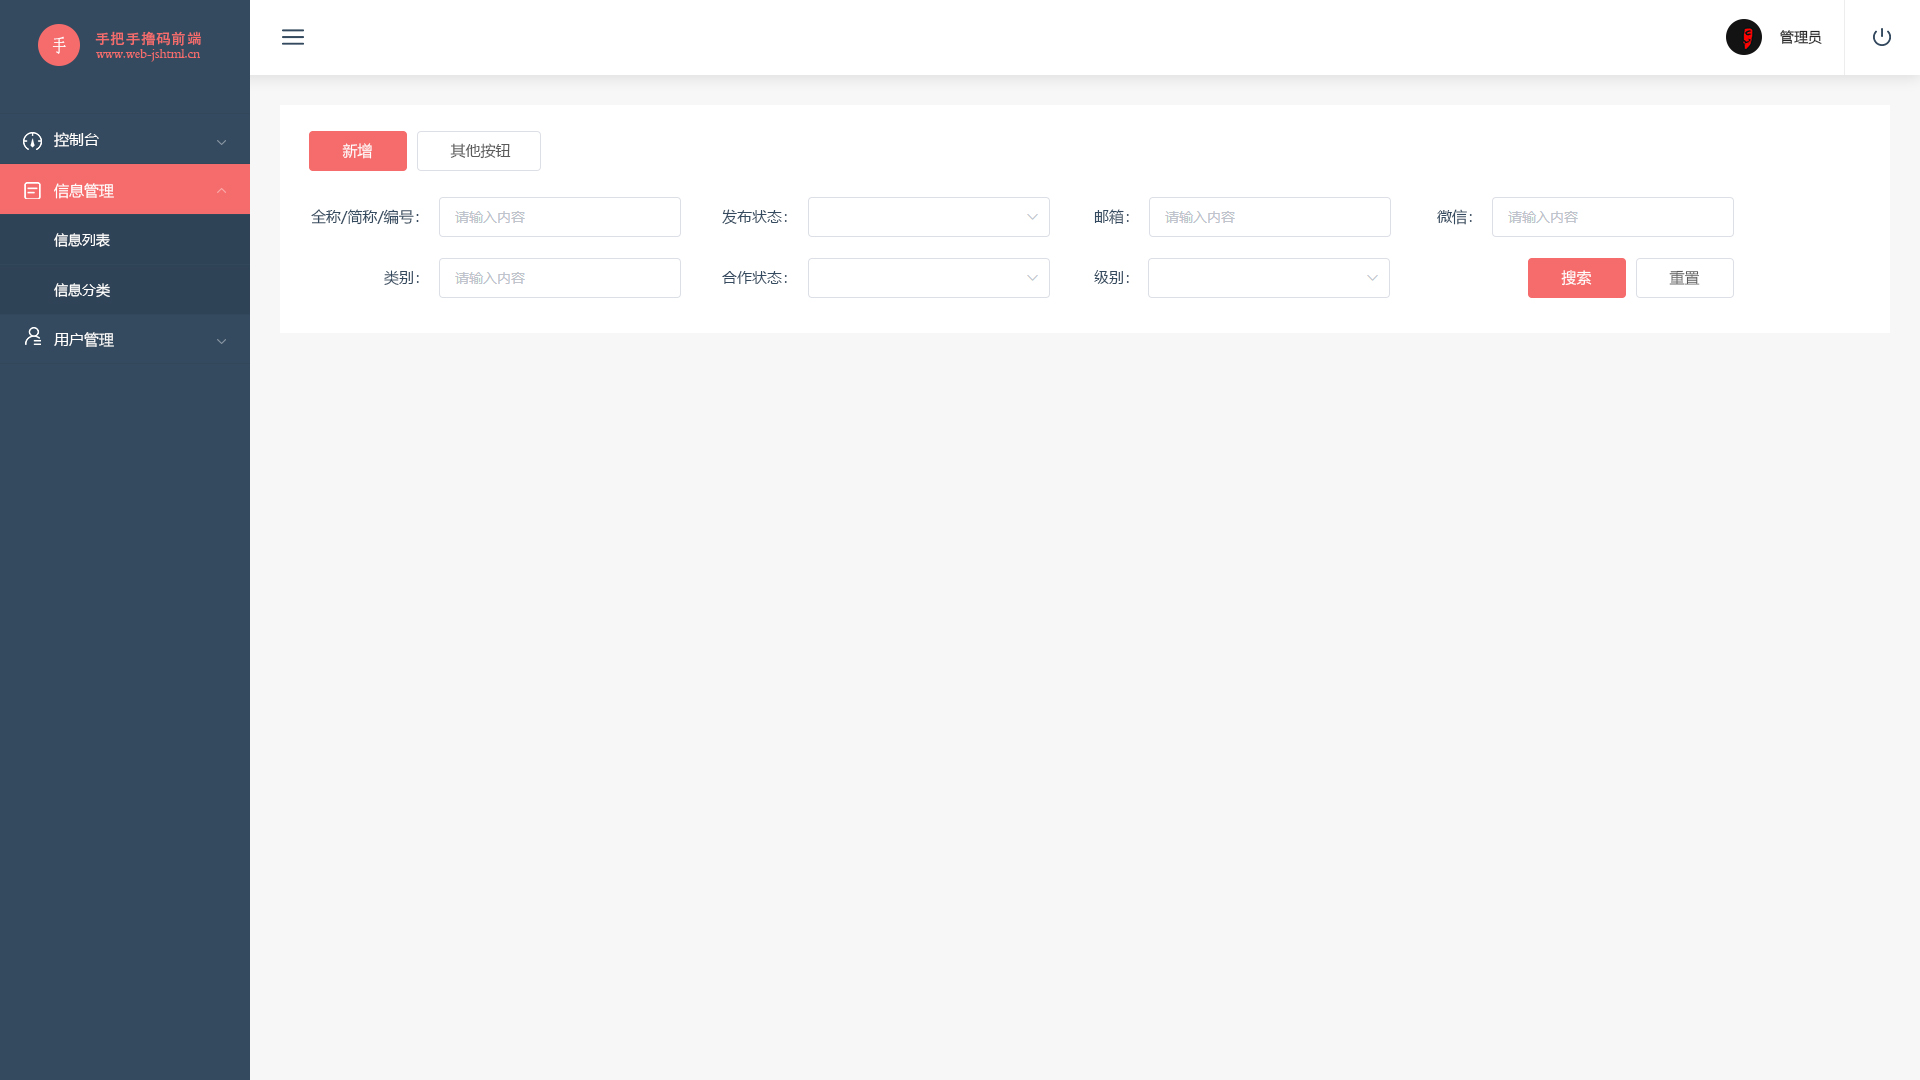 手
手把手撸码前端
www.web-jshtml.cn
控制台
信息管理
信息列表
信息分类
用户管理
管理员
新增
其他按钮
全称/简称/编号：
请输入内容
发布状态：
邮箱：
请输入内容
微信：
请输入内容
类别：
请输入内容
合作状态：
级别：
搜索
重置